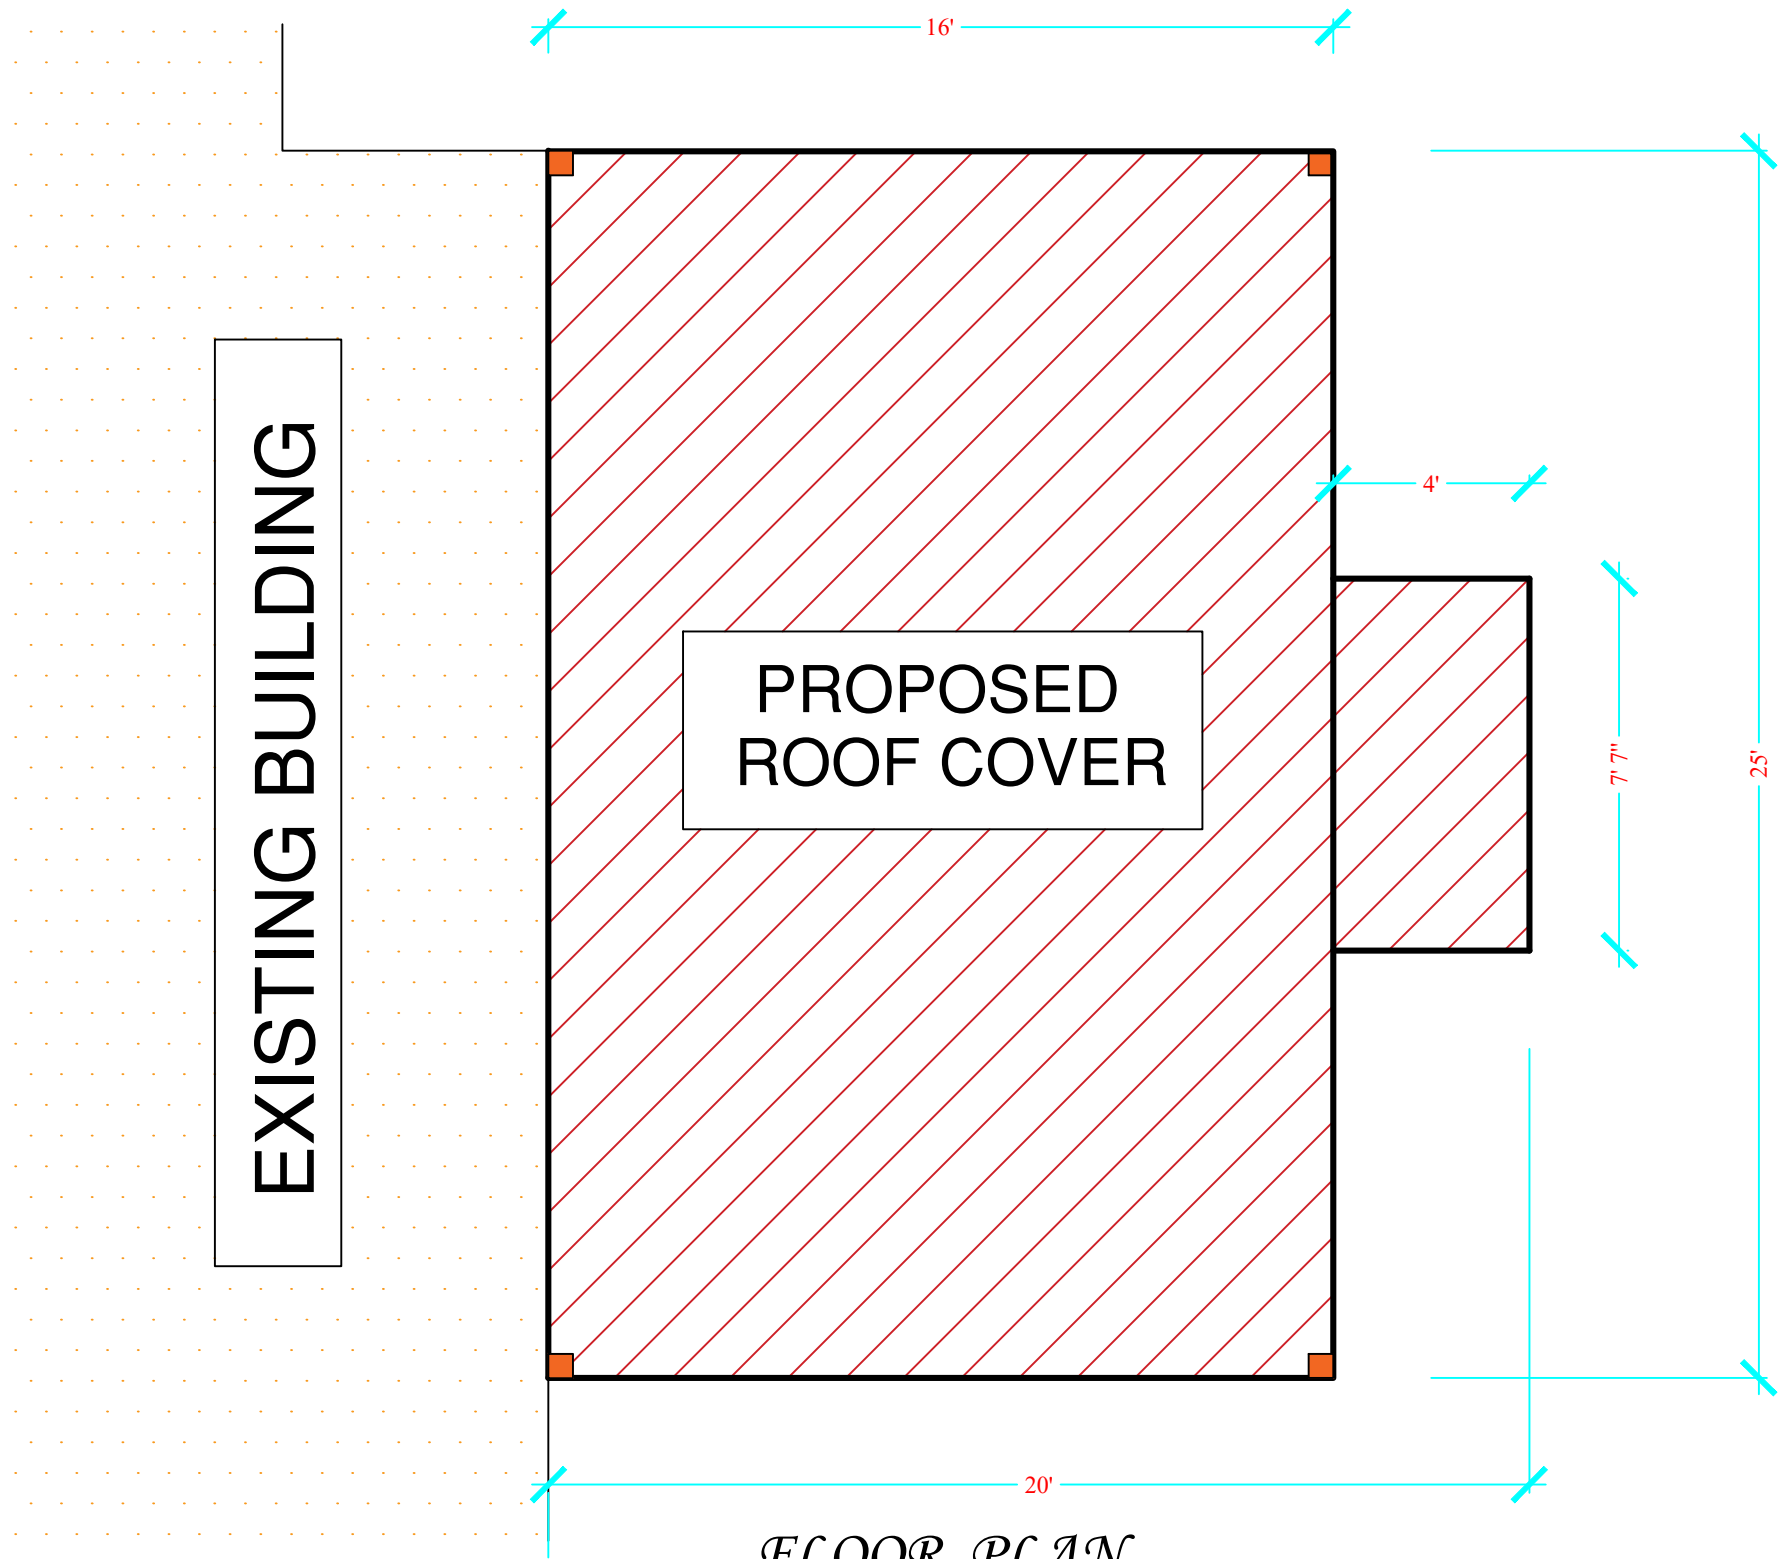 16'
4'
EXISTING BUILDING
PROPOSED
ROOF COVER
7' 7"
25'
20'
FLOOR PLAN